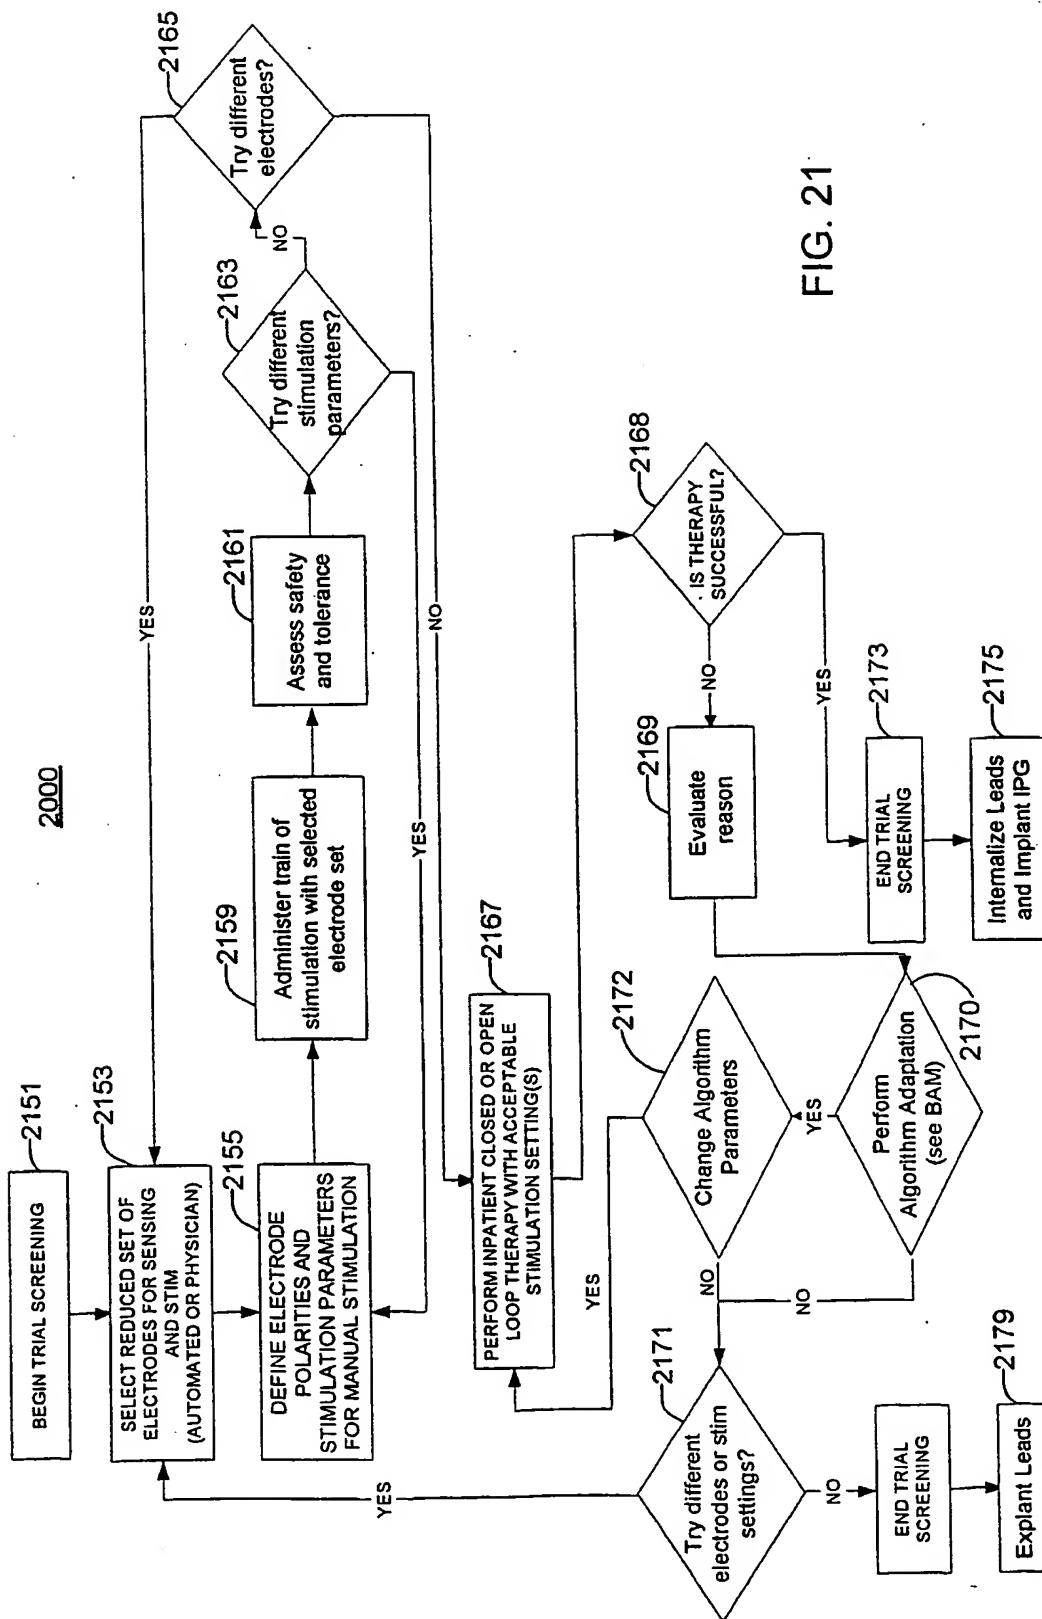 2000
2151
BEGIN TRIAL SCREENING
2153
SELECT REDUCED SET OF
ELECTRODES FOR SENSING
AND STIM
(AUTOMATED OR PHYSICIAN)
2155
DEFINE ELECTRODE
POLARITIES AND
STIMULATION PARAMETERS
FOR MANUAL STIMULATION
2159
Administer train of
stimulation with selected
electrode set
2161
Assess safety
and tolerance
2163
Try different
stimulation
parameters?
NO
YES
2165
Try different
electrodes?
YES
NO
2167
PERFORM INPATIENT CLOSED OR OPEN
LOOP THERAPY WITH ACCEPTABLE
STIMULATION SETTING(S)
2168
IS THERAPY
SUCCESSFUL?
NO
YES
2169
Evaluate
reason
2170
Perform
Algorithm Adaptation
(see BAM)
YES
NO
2172
Change Algorithm
Parameters
YES
NO
2171
Try different
electrodes or stim
settings?
YES
NO
END TRIAL
SCREENING
2179
Explant Leads
2173
END TRIAL
SCREENING
2175
Internalize Leads
and Implant IPG
FIG. 21